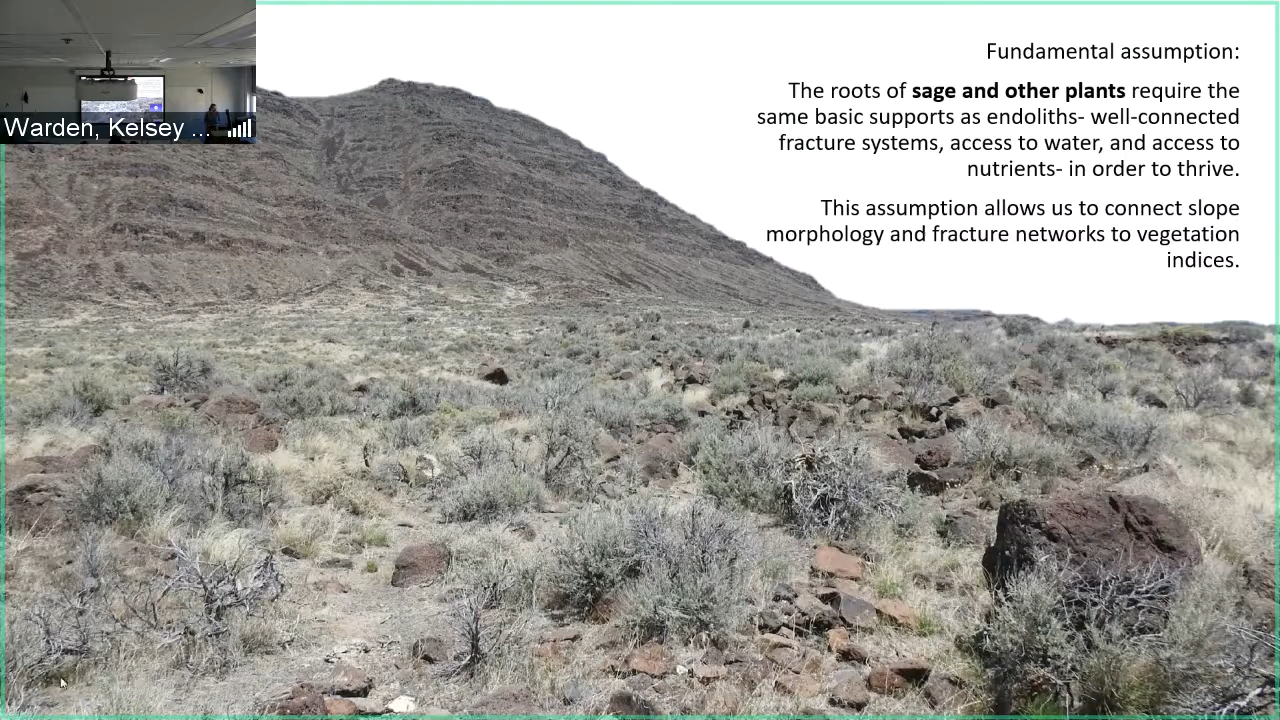 Warden, Kelsey ...
Fundamental assumption:
The roots of sage and other plants require the
same basic supports as endoliths- well-connected
fracture systems, access to water, and access to
nutrients- in order to thrive.
This assumption allows us to connect slope
morphology and fracture networks to vegetation
indices.